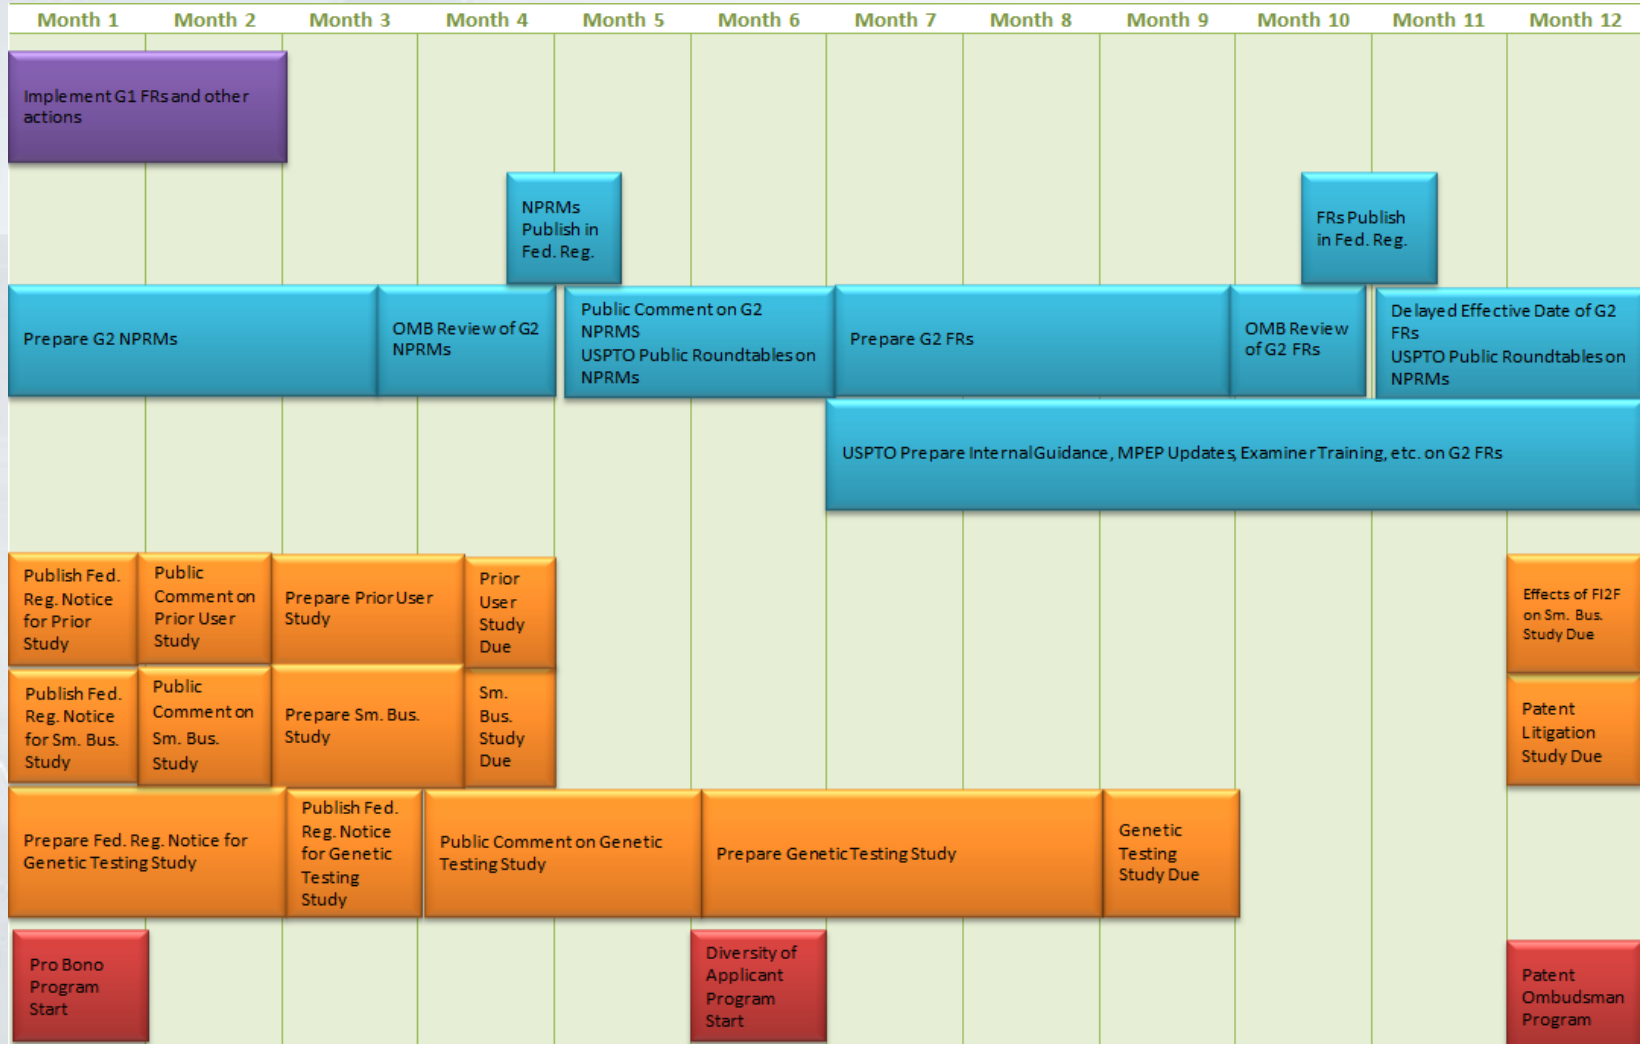 Month 1 Month 2 Month 3 Month 4 Month 5 Month 6 Month 7 Month 8 Month 9 Month 10 Month 11 Month 12
Implement G1 FRs and other
actions
NPRMs
Publish in
Fed. Reg.
FRs Publish
in Fed. Reg.
Prepare G2 NPRMs
OMB Review of G2
NPRMs
Public Comment on G2
NPRMS
USPTO Public Roundtables on
NPRMs
Prepare G2 FRs
OMB Review
of G2 FRs
Delayed Effective Date of G2
FRs
USPTO Public Roundtables on
NPRMs
USPTO Prepare Internal Guidance, MPEP Updates, Examiner Training, etc. on G2 FRs
Publish Fed.
Reg. Notice
for Prior
Study
Public
Comment on
Prior User
Study
Prepare Prior User
Study
Prior
User
Study
Due
Effects of FI2F
on Sm. Bus.
Study Due
Publish Fed.
Reg. Notice
for Sm. Bus.
Study
Public
Comment on
Sm. Bus.
Study
Prepare Sm. Bus.
Study
Sm.
Bus.
Study
Due
Patent
Litigation
Study Due
Prepare Fed. Reg. Notice for
Genetic Testing Study
Publish Fed.
Reg. Notice
for Genetic
Testing
Study
Public Comment on Genetic
Testing Study
Prepare Genetic Testing Study
Genetic
Testing
Study Due
Pro Bono
Program
Start
Diversity of
Applicant
Program
Start
Patent
Ombudsman
Program